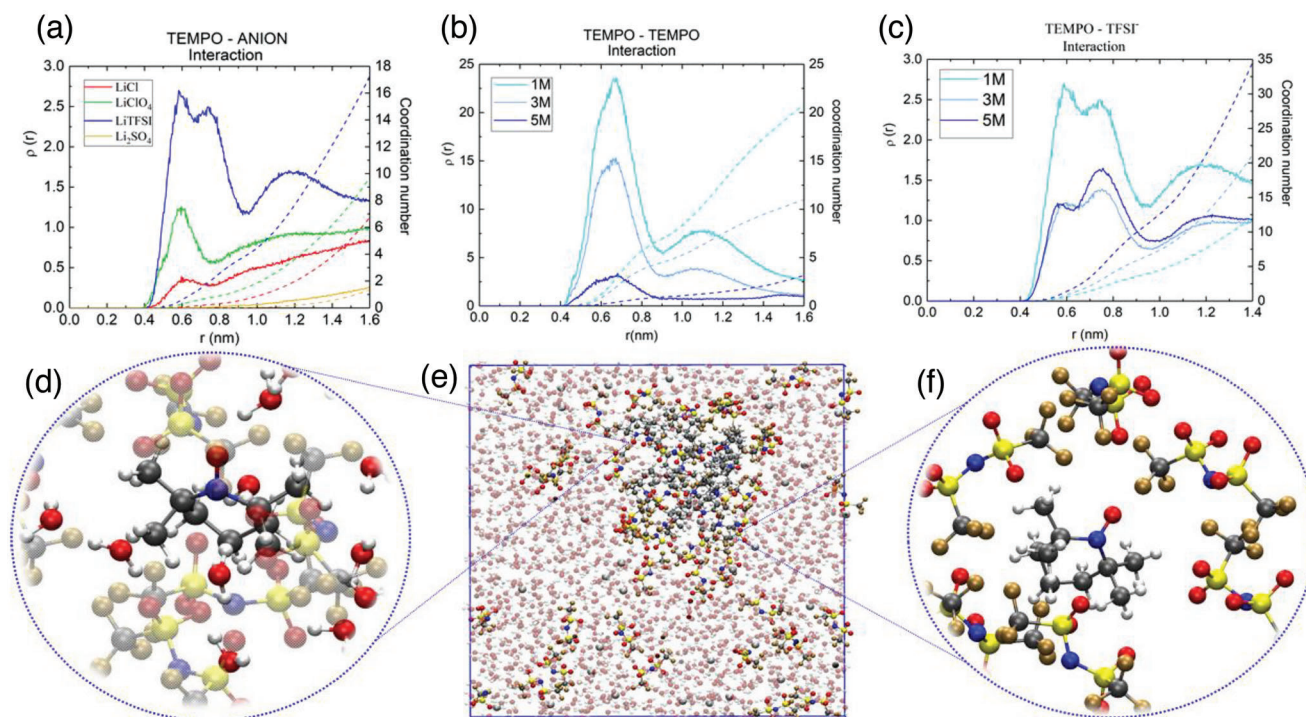 (a)
TEMPO - ANION
Interaction
3.0
2.5
2.0
1.5
1.0
0.5
0.0
ρ (r)
LiCl
LiClO4
LiTFSI
Li2SO4
18
16
14
12
10
8
6
4
2
0
Coordination number
0.0 0.2 0.4 0.6 0.8 1.0 1.2 1.4 1.6
r (nm)
(b)
TEMPO - TEMPO
Interaction
25
20
15
10
5
0
ρ (r)
1M
3M
5M
25
20
15
10
5
0
coordination number
0.0 0.2 0.4 0.6 0.8 1.0 1.2 1.4 1.6
r(nm)
(c)
TEMPO - TFSI-
Interaction
3.0
2.5
2.0
1.5
1.0
0.5
0.0
ρ (r)
1M
3M
5M
35
30
25
20
15
10
5
0
Coordination number
0.0 0.2 0.4 0.6 0.8 1.0 1.2 1.4 1.6
r (nm)
(d)
(e)
(f)